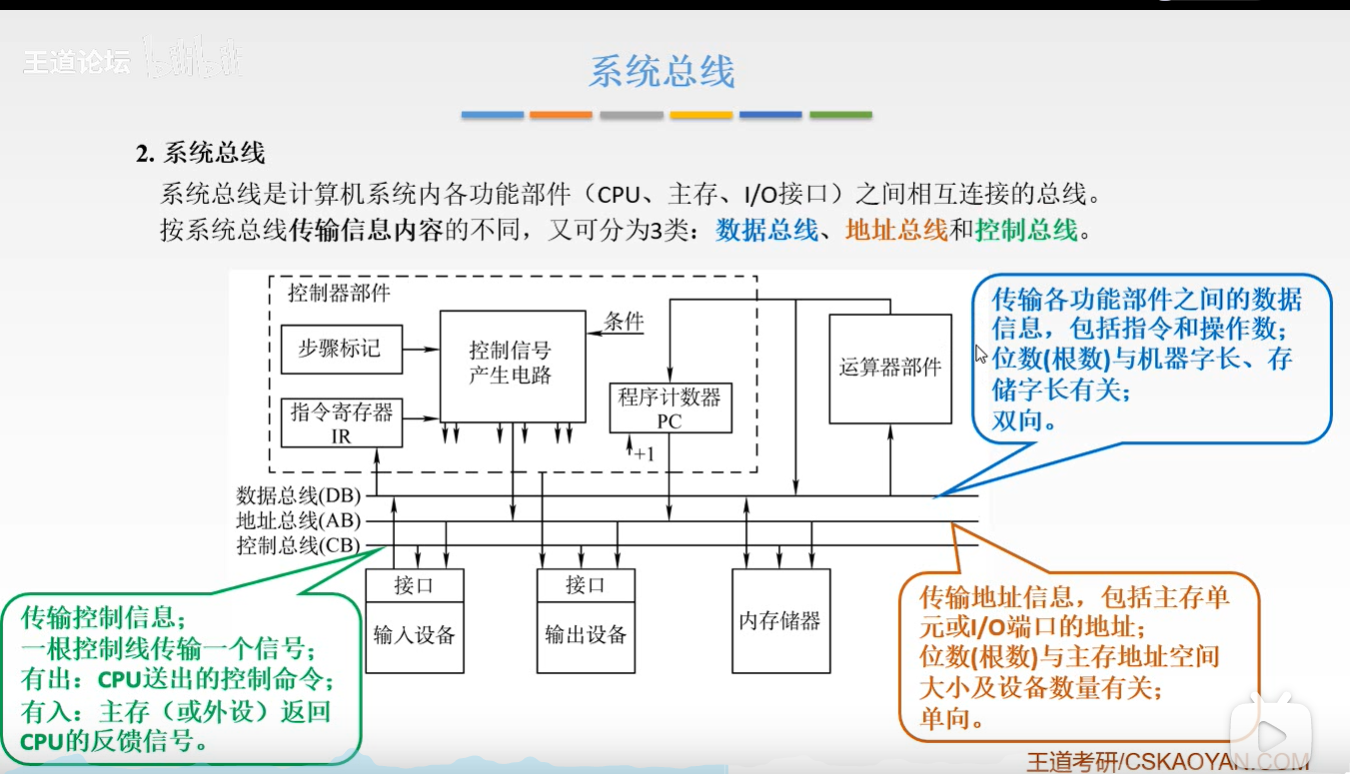 王道论坛 bilibili
系统总线
2. 系统总线
系统总线是计算机系统内各功能部件（CPU、主存、I/O接口）之间相互连接的总线。
按系统总线传输信息内容的不同，又可分为3类：数据总线、地址总线和控制总线。
控制器部件
步骤标记
控制信号
产生电路
条件
指令寄存器
IR
程序计数器
PC
+1
运算器部件
传输各功能部件之间的数据
信息，包括指令和操作数；
位数(根数)与机器字长、存
储字长有关；
双向。
数据总线(DB)
地址总线(AB)
控制总线(CB)
接口
输入设备
接口
输出设备
内存储器
传输控制信息；
一根控制线传输一个信号；
有出：CPU送出的控制命令；
有入：主存（或外设）返回
CPU的反馈信号。
传输地址信息，包括主存单
元或I/O端口的地址；
位数(根数)与主存地址空间
大小及设备数量有关；
单向。
王道考研/CSKAOYAN.COM